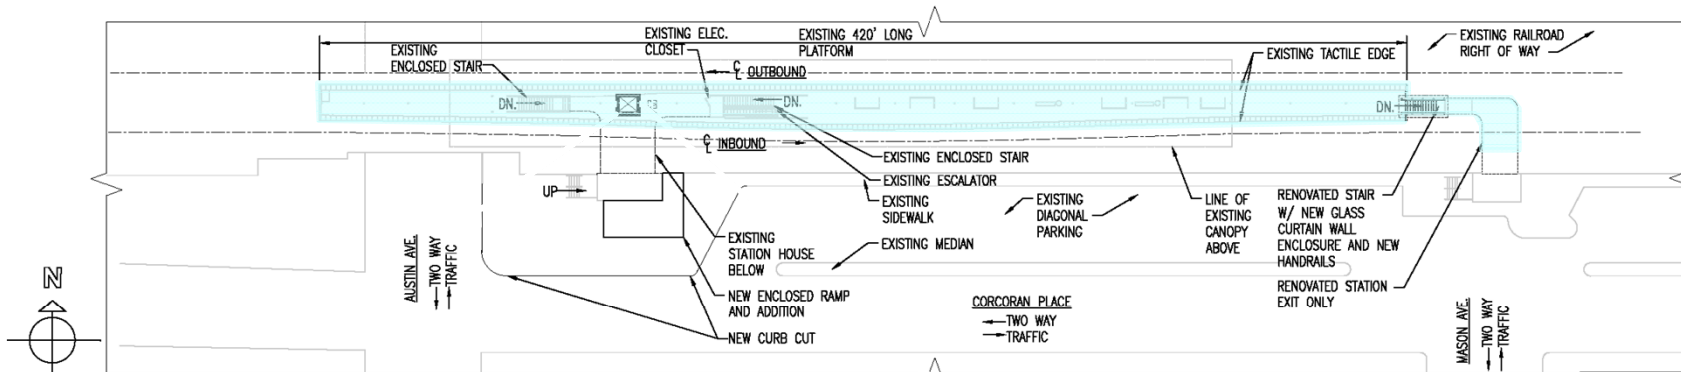 EXISTING ELEC.
CLOSET
EXISTING 420' LONG
PLATFORM
EXISTING
ENCLOSED STAIR
EXISTING RAILROAD
RIGHT OF WAY
EXISTING TACTILE EDGE
℄ OUTBOUND
DN.
DN.
DN.
℄ INBOUND
EXISTING ENCLOSED STAIR
EXISTING ESCALATOR
UP
EXISTING
SIDEWALK
EXISTING
DIAGONAL
PARKING
LINE OF
EXISTING
CANOPY
ABOVE
RENOVATED STAIR
W/ NEW GLASS
CURTAIN WALL
ENCLOSURE AND NEW
HANDRAILS
EXISTING
STATION HOUSE
BELOW
EXISTING MEDIAN
RENOVATED STATION
EXIT ONLY
NEW ENCLOSED RAMP
AND ADDITION
NEW CURB CUT
CORCORAN PLACE
TWO WAY
TRAFFIC
AUSTIN AVE.
TWO WAY
TRAFFIC
MASON AVE.
TWO WAY
TRAFFIC
N